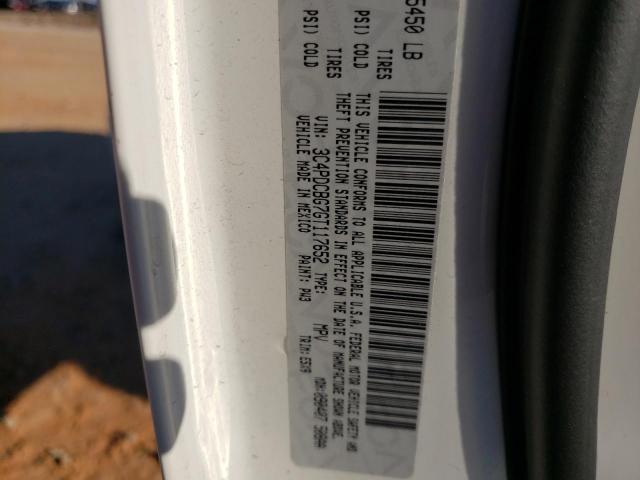 5450 LB
TIRES PSI) COLD
TIRES PSI) COLD
THIS VEHICLE CONFORMS TO ALL APPLICABLE U.S.A. FEDERAL MOTOR VEHICLE SAFETY AND
THEFT PREVENTION STANDARDS IN EFFECT ON THE DATE OF MANUFACTURE SHOWN ABOVE.
VIN: 3C4PDCBG7GT117652 TYPE: MPV
VEHICLE MADE IN MEXICO PAINT: PW3 TRIM: